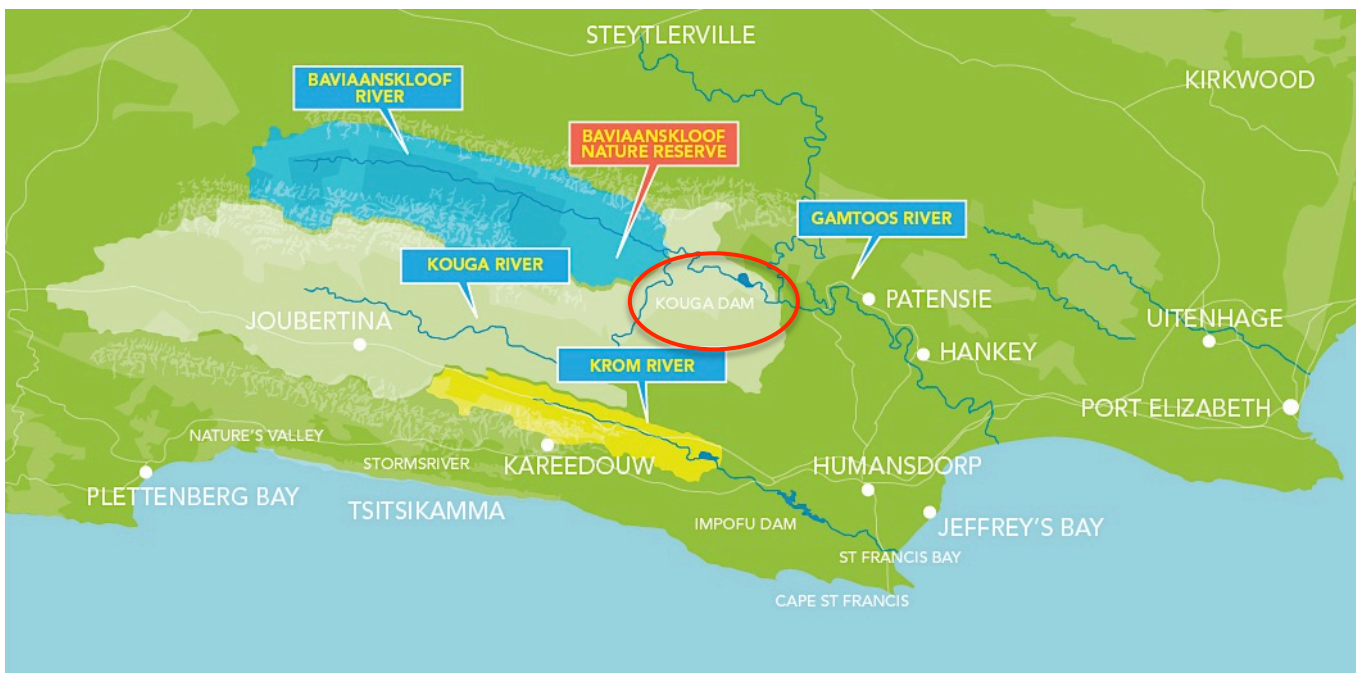 STEYTLERVILLE
KIRKWOOD
BAVIAANSKLOOF
RIVER
BAVIAANSKLOOF
NATURE RESERVE
GAMTOOS RIVER
KOUGA RIVER
KOUGA DAM
PATENSIE
JOUBERTINA
UITENHAGE
HANKEY
KROM RIVER
PORT ELIZABETH
NATURE'S VALLEY
STORMSRIVER
KAREEDOUW
HUMANSDORP
PLETTENBERG BAY
TSITSIKAMMA
IMPOFU DAM
JEFFREY'S BAY
ST FRANCIS BAY
CAPE ST FRANCIS